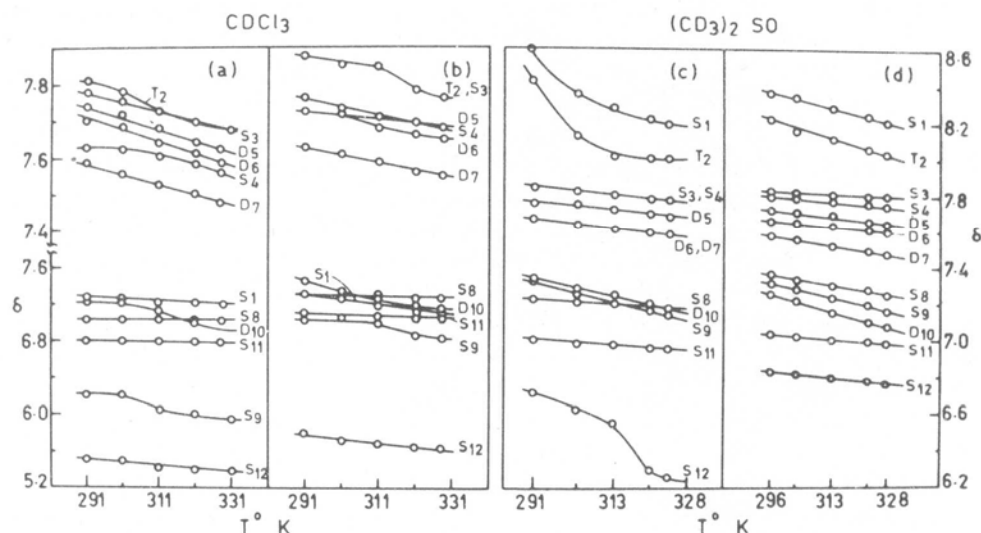 CDCl3
(CD3)2 SO
(a)
(b)
(c)
(d)
7.8
7.6
7.4
7.6
δ
6.8
6.0
5.2
T2
S3
D5
D6
S4
D7
S1
S8
D10
S11
S9
S12
T2,S3
D5
S4
D6
D7
S1
S8
D10
S11
S9
S12
S1
T2
S3,S4
D5
D6,D7
S8
D10
S9
S11
S12
S1
T2
S3
S4
D5
D6
D7
S8
S9
D10
S11
S12
8.6
8.2
7.8
δ
7.4
7.0
6.6
6.2
291 311 331
291 311 331
291 313 328
296 313 328
T° K
T° K
T° K
T° K